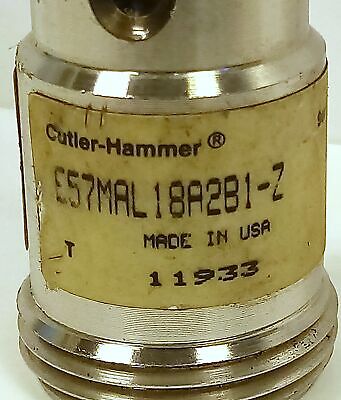 Cutler-Hammer®
E57MAL18A2B1-Z
T MADE IN USA
11933